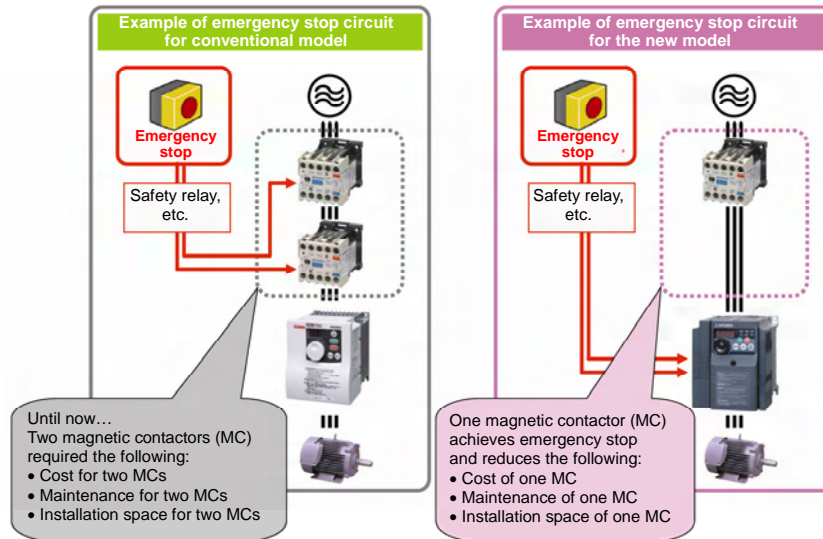 Example of emergency stop circuit
for conventional model
Emergency
stop
Safety relay,
etc.
Until now…
Two magnetic contactors (MC)
required the following:
• Cost for two MCs
• Maintenance for two MCs
• Installation space for two MCs
Example of emergency stop circuit
for the new model
Emergency
stop
Safety relay,
etc.
One magnetic contactor (MC)
achieves emergency stop
and reduces the following:
• Cost of one MC
• Maintenance of one MC
• Installation space of one MC